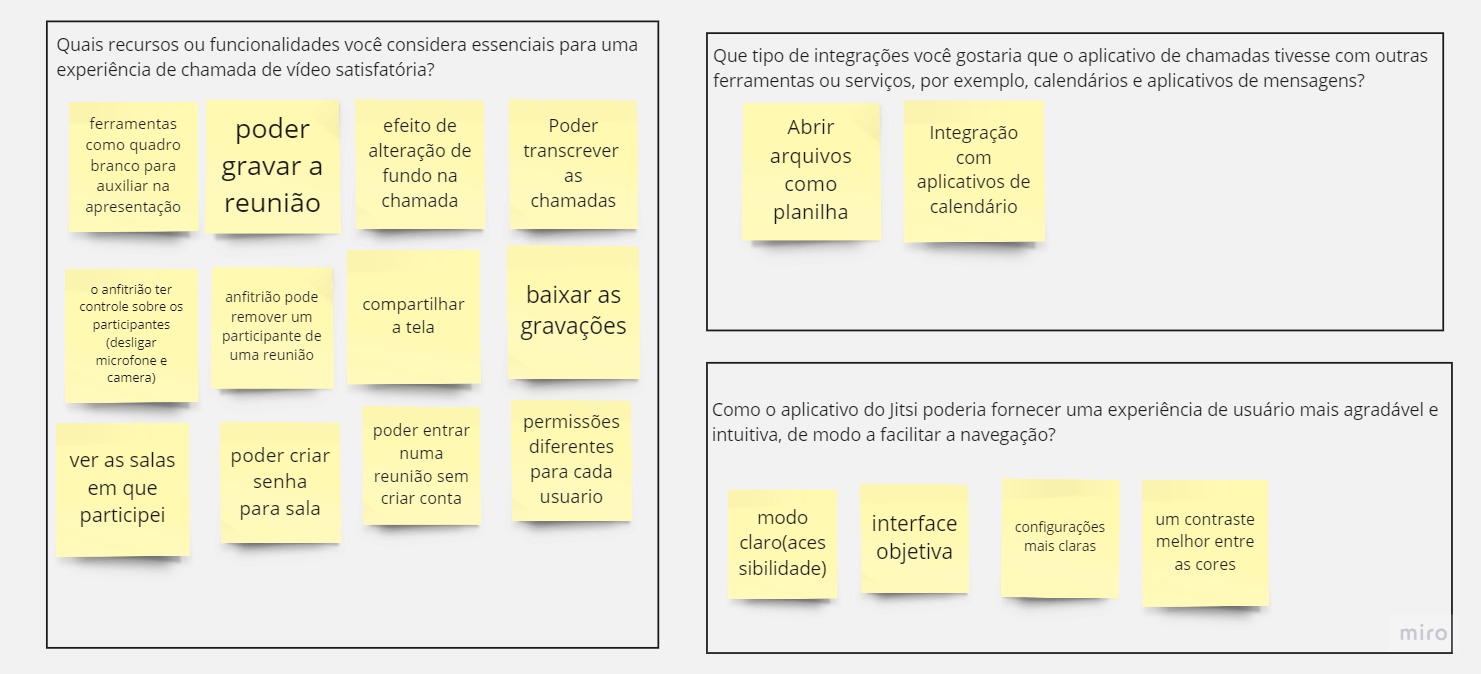 Quais recursos ou funcionalidades você considera essenciais para uma
experiência de chamada de vídeo satisfatória?
ferramentas
como quadro
branco para
auxiliar na
apresentação
poder
gravar a
reunião
efeito de
alteração de
fundo na
chamada
Poder
transcrever
as
chamadas
o anfitrião ter
controle sobre os
participantes
(desligar
microfone e
camera)
anfitrião pode
remover um
participante de
uma reunião
compartilhar
a tela
baixar as
gravações
ver as salas
em que
participei
poder criar
senha
para sala
poder entrar
numa
reunião sem
criar conta
permissões
diferentes
para cada
usuario
Que tipo de integrações você gostaria que o aplicativo de chamadas tivesse com outras
ferramentas ou serviços, por exemplo, calendários e aplicativos de mensagens?
Abrir
arquivos
como
planilha
Integração
com
aplicativos de
calendário
Como o aplicativo do Jitsi poderia fornecer uma experiência de usuário mais agradável e
intuitiva, de modo a facilitar a navegação?
modo
claro(aces
sibilidade)
interface
objetiva
configurações
mais claras
um contraste
melhor entre
as cores
miro